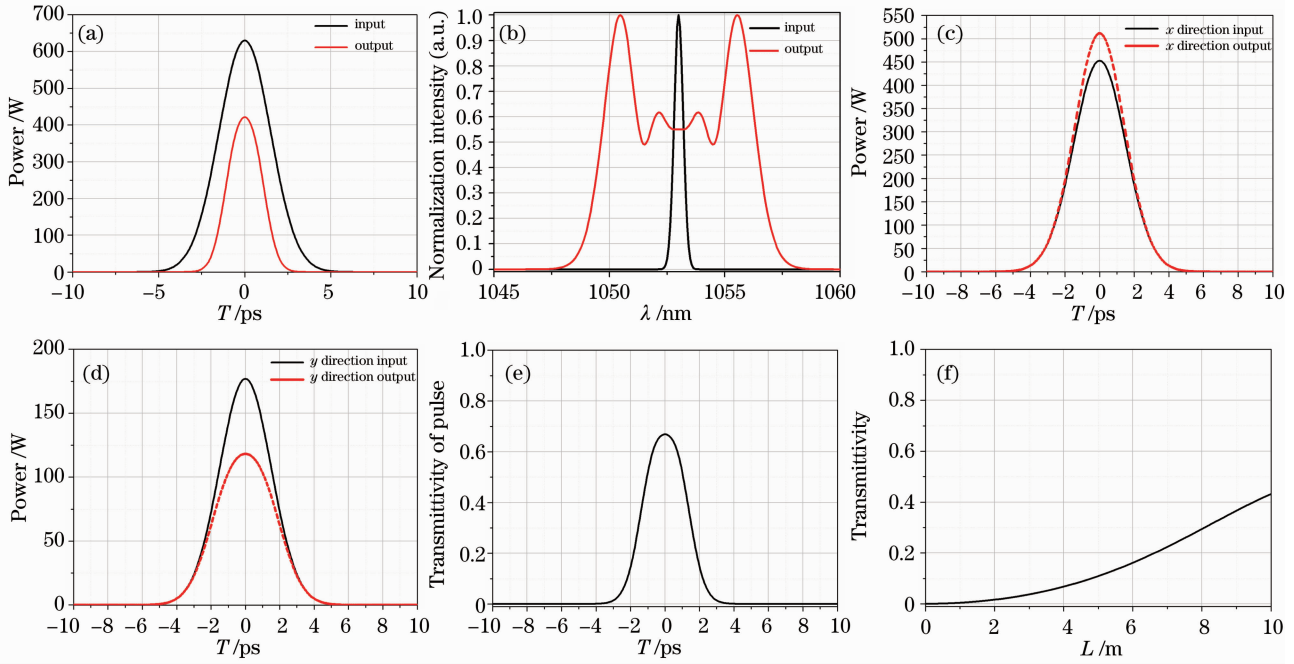 (a)
input
output
700
600
500
400
300
200
100
0
Power /W
−10
−5
0
5
10
T /ps
(b)
input
output
1.0
0.9
0.8
0.7
0.6
0.5
0.4
0.3
0.2
0.1
0
Normalization intensity (a.u.)
1045
1050
1055
1060
λ /nm
(c)
x direction input
x direction output
550
500
450
400
350
300
250
200
150
100
50
0
Power /W
−10 −8 −6 −4 −2 0 2 4 6 8 10
T /ps
(d)
y direction input
y direction output
200
150
100
50
0
Power /W
−10 −8 −6 −4 −2 0 2 4 6 8 10
T /ps
(e)
1.0
0.8
0.6
0.4
0.2
0
Transmittivity of pulse
−10 −8 −6 −4 −2 0 2 4 6 8 10
T /ps
(f)
1.0
0.8
0.6
0.4
0.2
0
Transmittivity
0 2 4 6 8 10
L /m